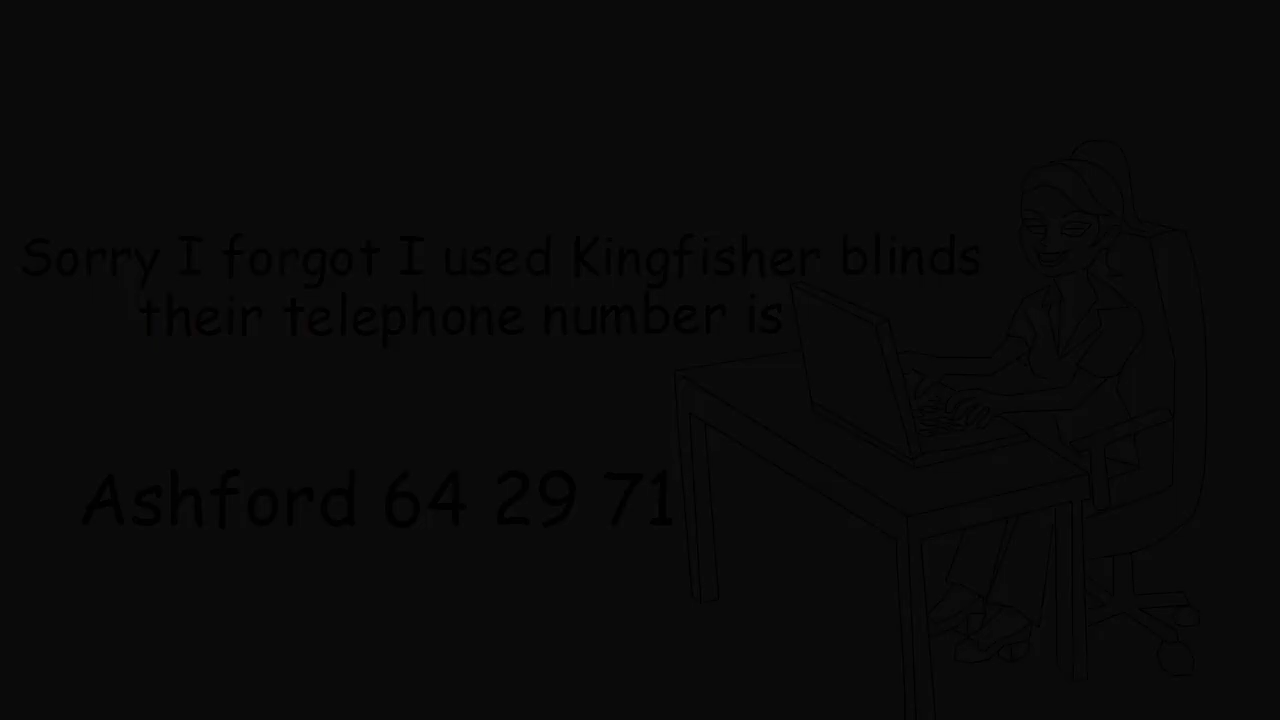 Sorry I forgot I used Kingfisher blinds
their telephone number is
Ashford 64 29 71